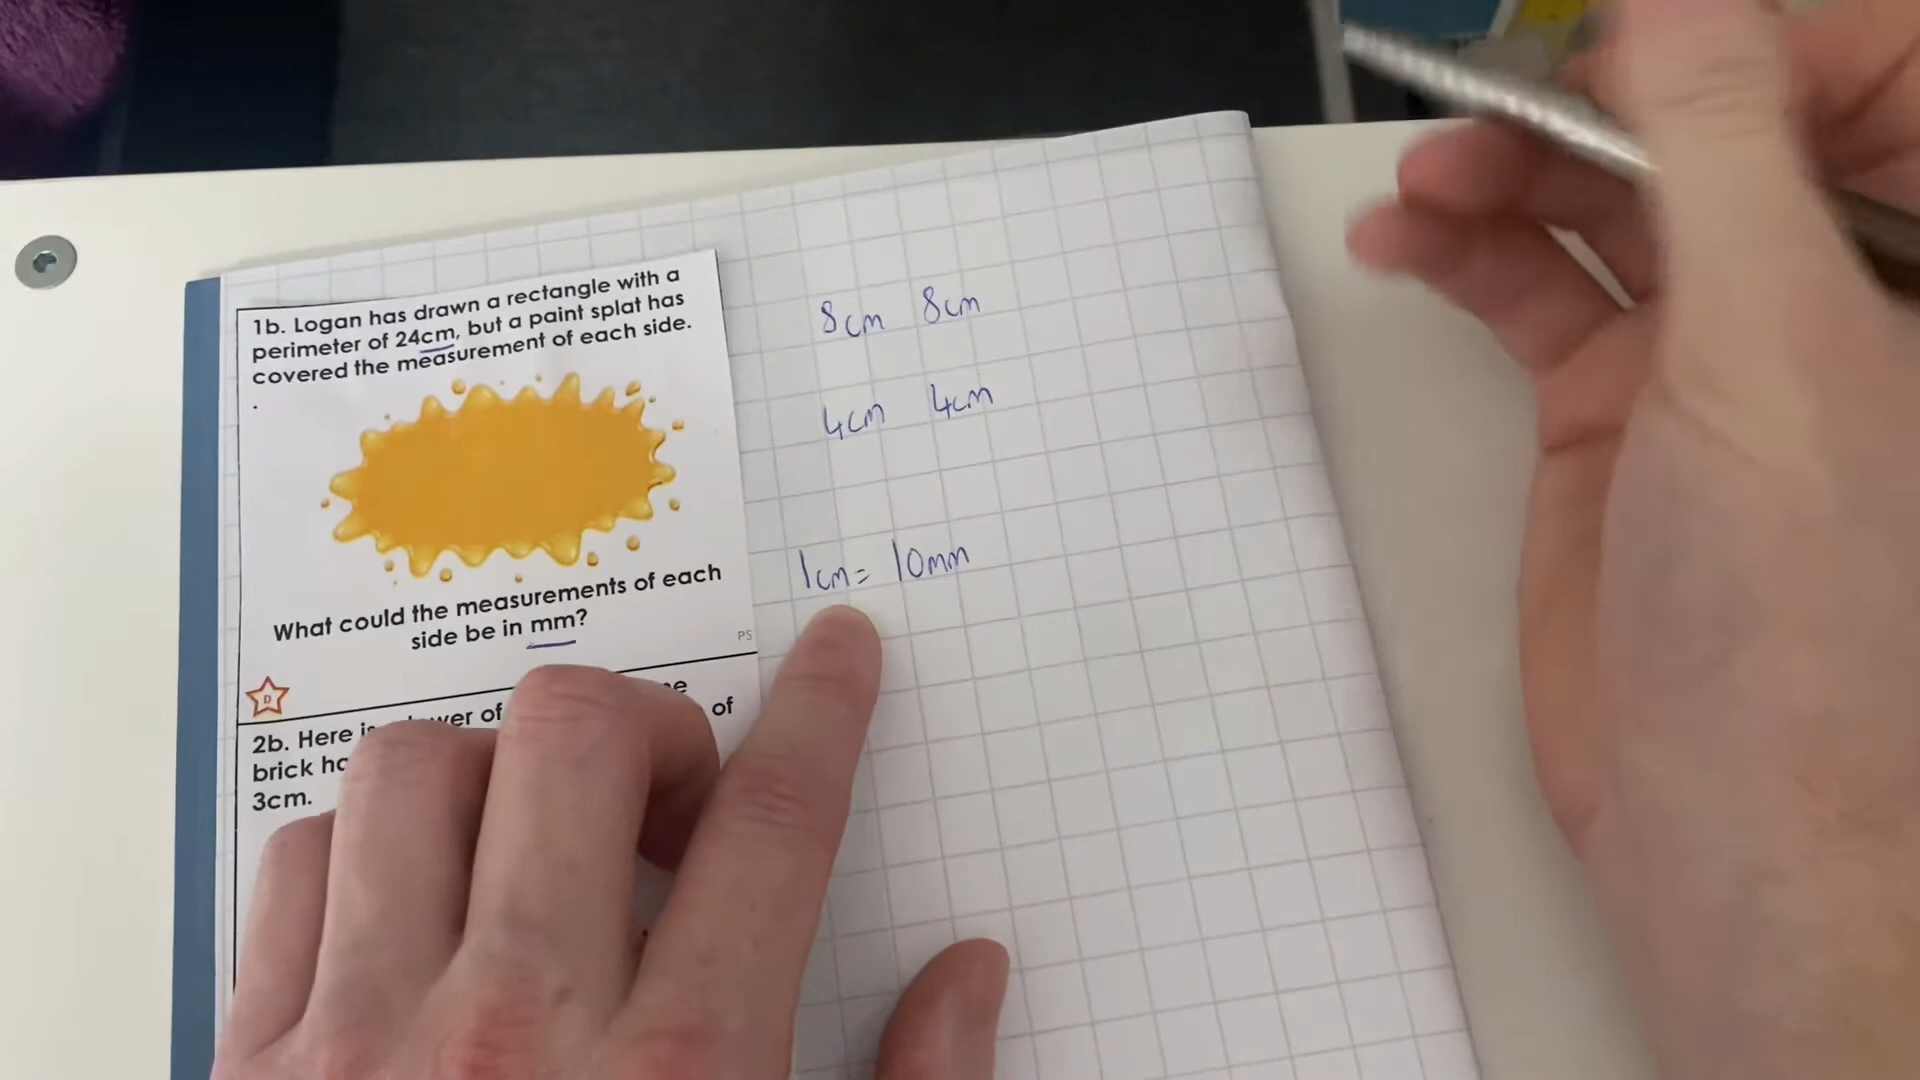 1b. Logan has drawn a rectangle with a
perimeter of 24cm, but a paint splat has
covered the measurement of each side.
.
What could the measurements of each
side be in mm?
PS
D
2b. Here of
of
brick
3cm.
8cm 8cm
4cm 4cm
1cm= 10mm